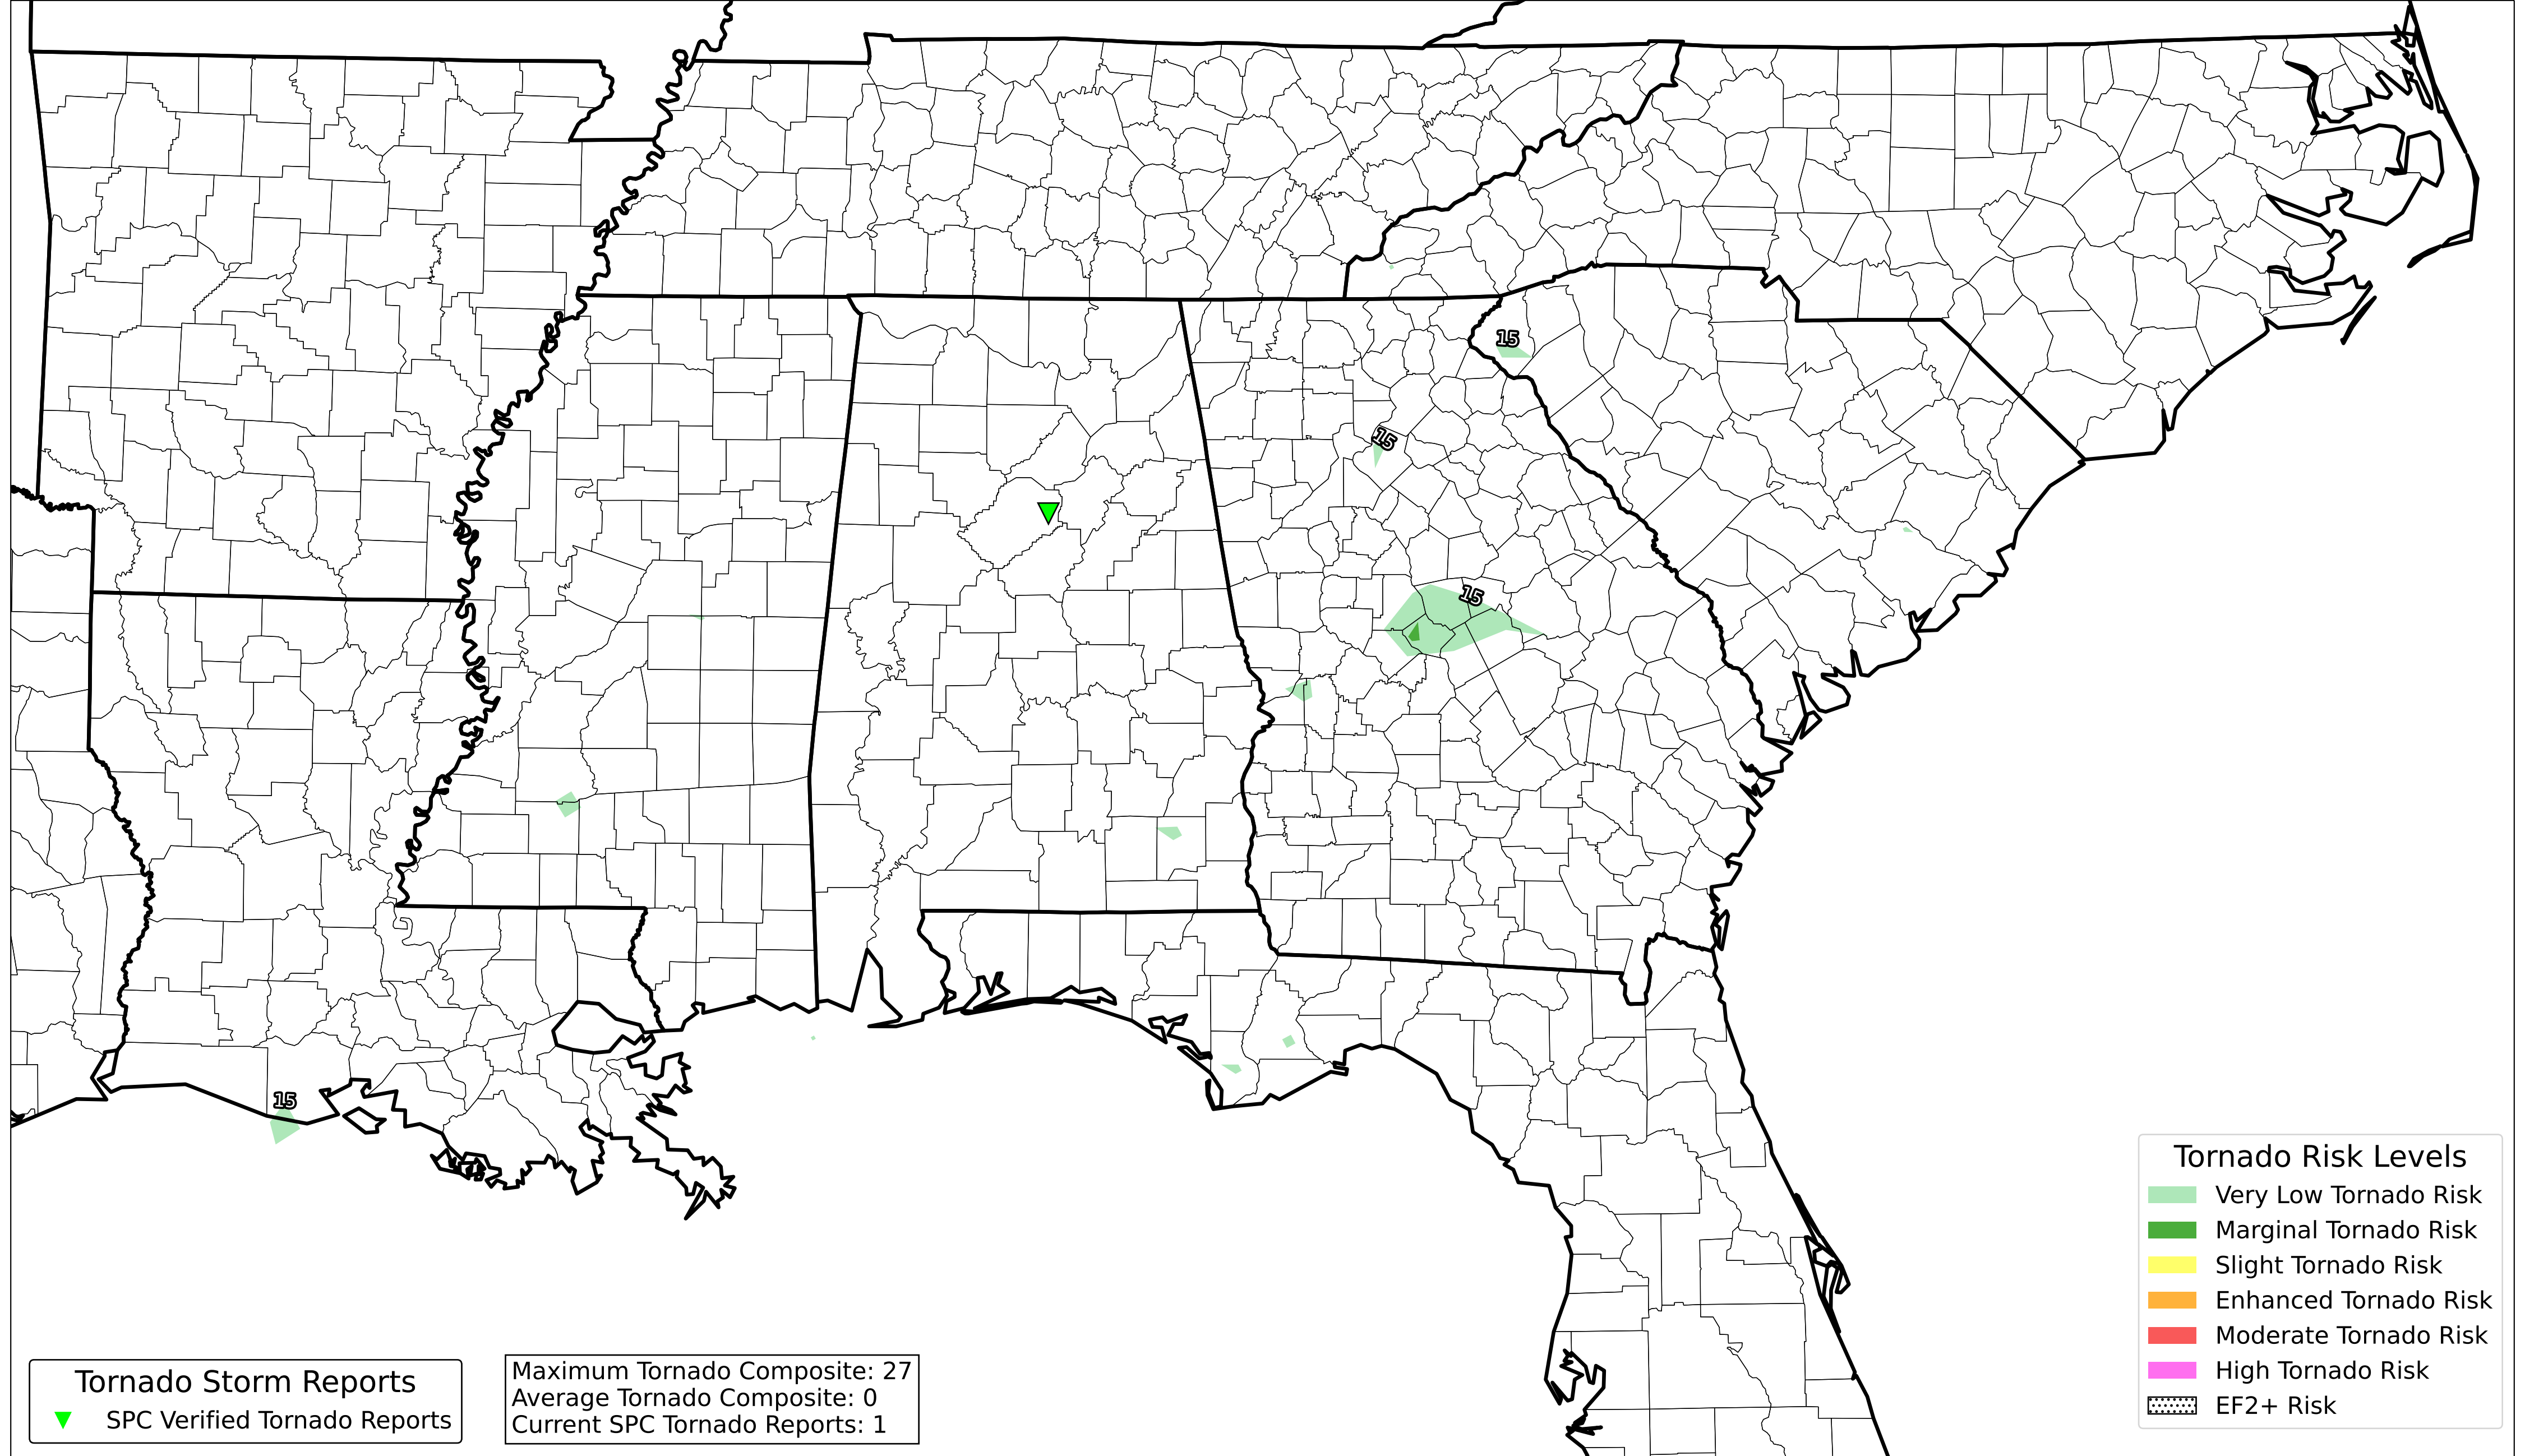 15
15
15
15
Tornado Storm Reports
SPC Verified Tornado Reports
Maximum Tornado Composite: 27
Average Tornado Composite: 0
Current SPC Tornado Reports: 1
Tornado Risk Levels
Very Low Tornado Risk
Marginal Tornado Risk
Slight Tornado Risk
Enhanced Tornado Risk
Moderate Tornado Risk
High Tornado Risk
EF2+ Risk